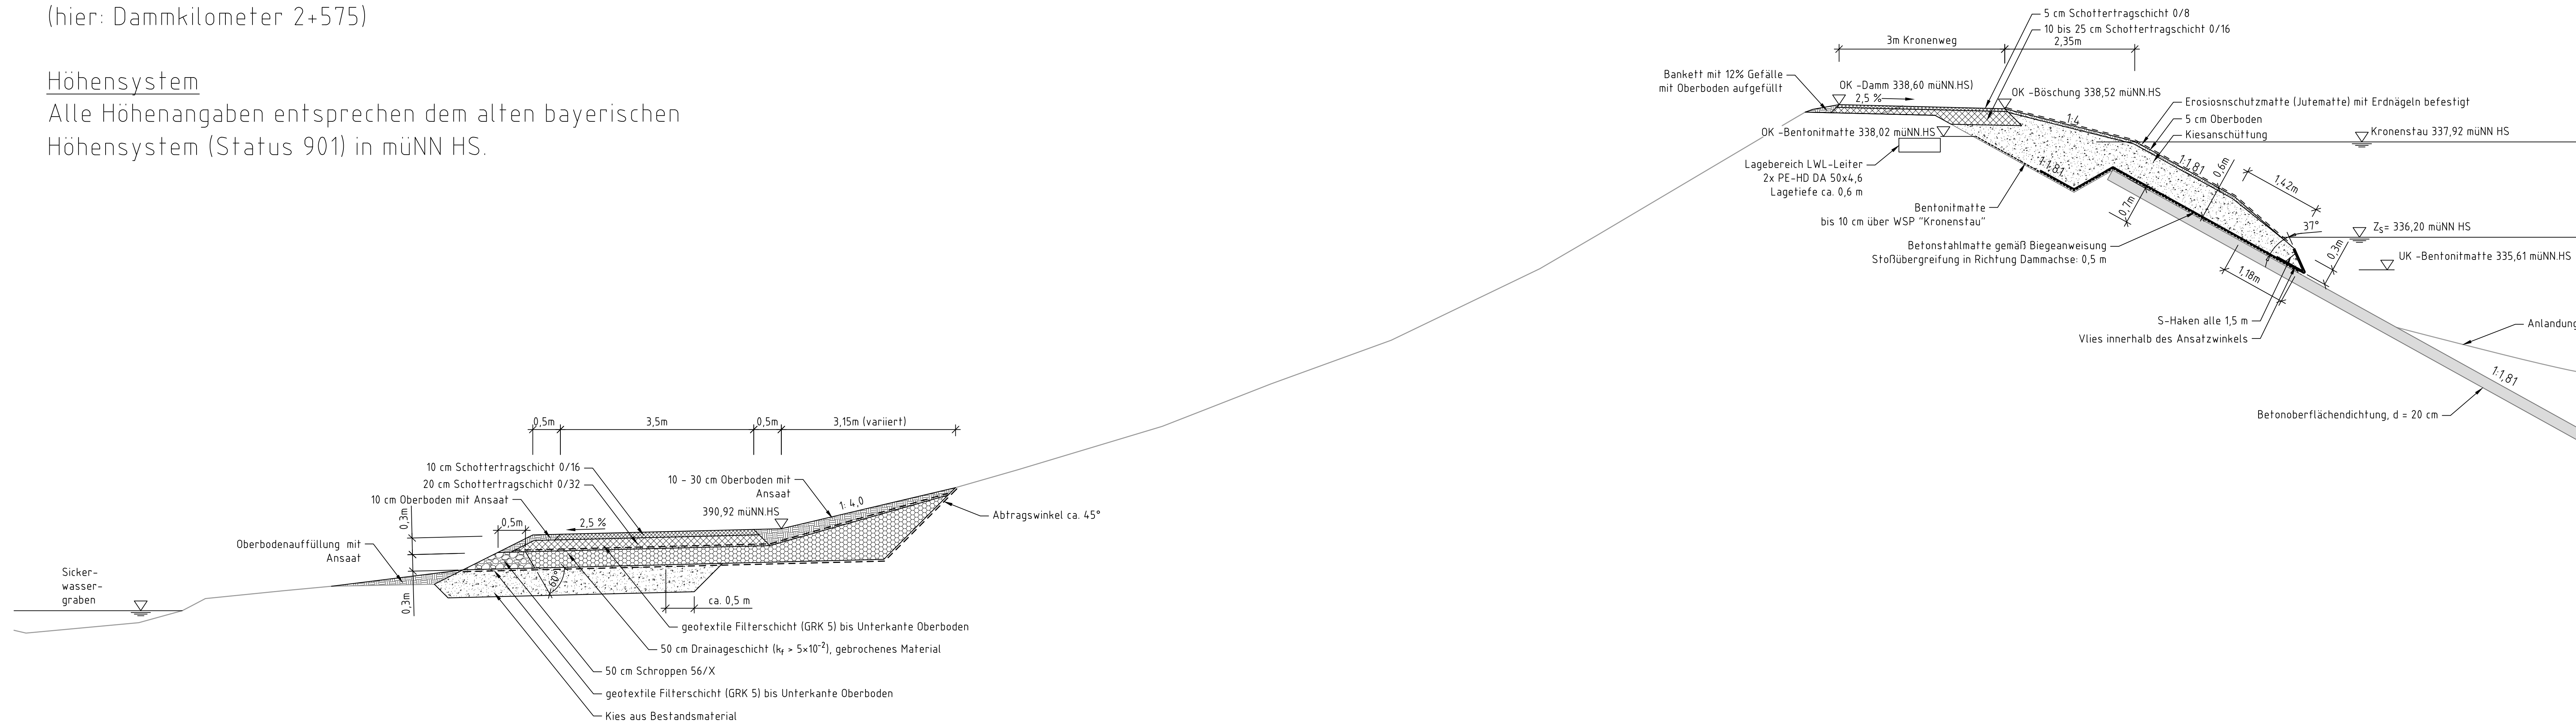 (hier: Dammkilometer 2+575)
Höhensystem
Alle Höhenangaben entsprechen dem alten bayerischen
Höhensystem (Status 901) in müNN HS.
5 cm Schottertragschicht 0/8
10 bis 25 cm Schottertragschicht 0/16
3m Kronenweg
2,35m
Bankett mit 12% Gefälle
mit Oberboden aufgefüllt
OK -Damm 338,60 müNN.HS)
2,5 %
OK -Böschung 338,52 müNN.HS
Erosiosnschutzmatte (Jutematte) mit Erdnägeln befestigt
5 cm Oberboden
Kiesanschüttung
1:4
Kronenstau 337,92 müNN HS
OK -Bentonitmatte 338,02 müNN.HS
Lagebereich LWL-Leiter
2x PE-HD DA 50x4,6
Lagetiefe ca. 0,6 m
1:1,81
1:1,81
0,6m
1,42m
0,7m
Bentonitmatte
bis 10 cm über WSP "Kronenstau"
37°
Zs= 336,20 müNN HS
Betonstahlmatte gemäß Biegeanweisung
Stoßübergreifung in Richtung Dammachse: 0,5 m
0,3m
UK -Bentonitmatte 335,61 müNN.HS
1,18m
S-Haken alle 1,5 m
Vlies innerhalb des Ansatzwinkels
Anlandung
1:1,81
Betonoberflächendichtung, d = 20 cm
0,5m
3,5m
0,5m
3,15m (variiert)
10 cm Schottertragschicht 0/16
20 cm Schottertragschicht 0/32
10 cm Oberboden mit Ansaat
10 - 30 cm Oberboden mit
Ansaat
1: 4,0
390,92 müNN.HS
Abtragswinkel ca. 45°
0,3m
0,5m
2,5 %
Oberbodenauffüllung mit
Ansaat
Sicker-
wasser-
graben
0,3m
60°
ca. 0,5 m
geotextile Filterschicht (GRK 5) bis Unterkante Oberboden
50 cm Drainageschicht (kf > 5×10⁻²), gebrochenes Material
50 cm Schroppen 56/X
geotextile Filterschicht (GRK 5) bis Unterkante Oberboden
Kies aus Bestandsmaterial